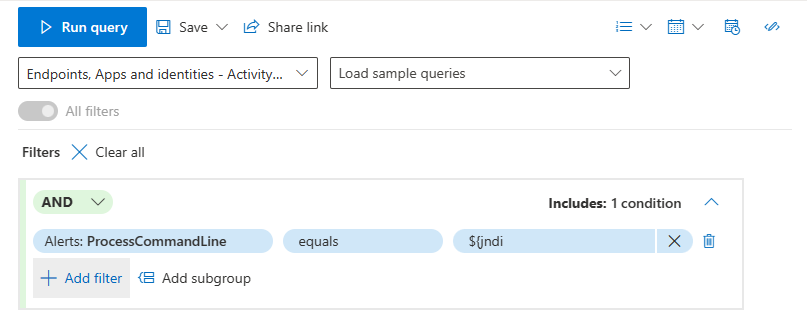 Run query Save Share link
Endpoints, Apps and identities - Activity... Load sample queries
All filters
Filters Clear all
AND Includes: 1 condition
Alerts: ProcessCommandLine equals ${jndi
Add filter Add subgroup